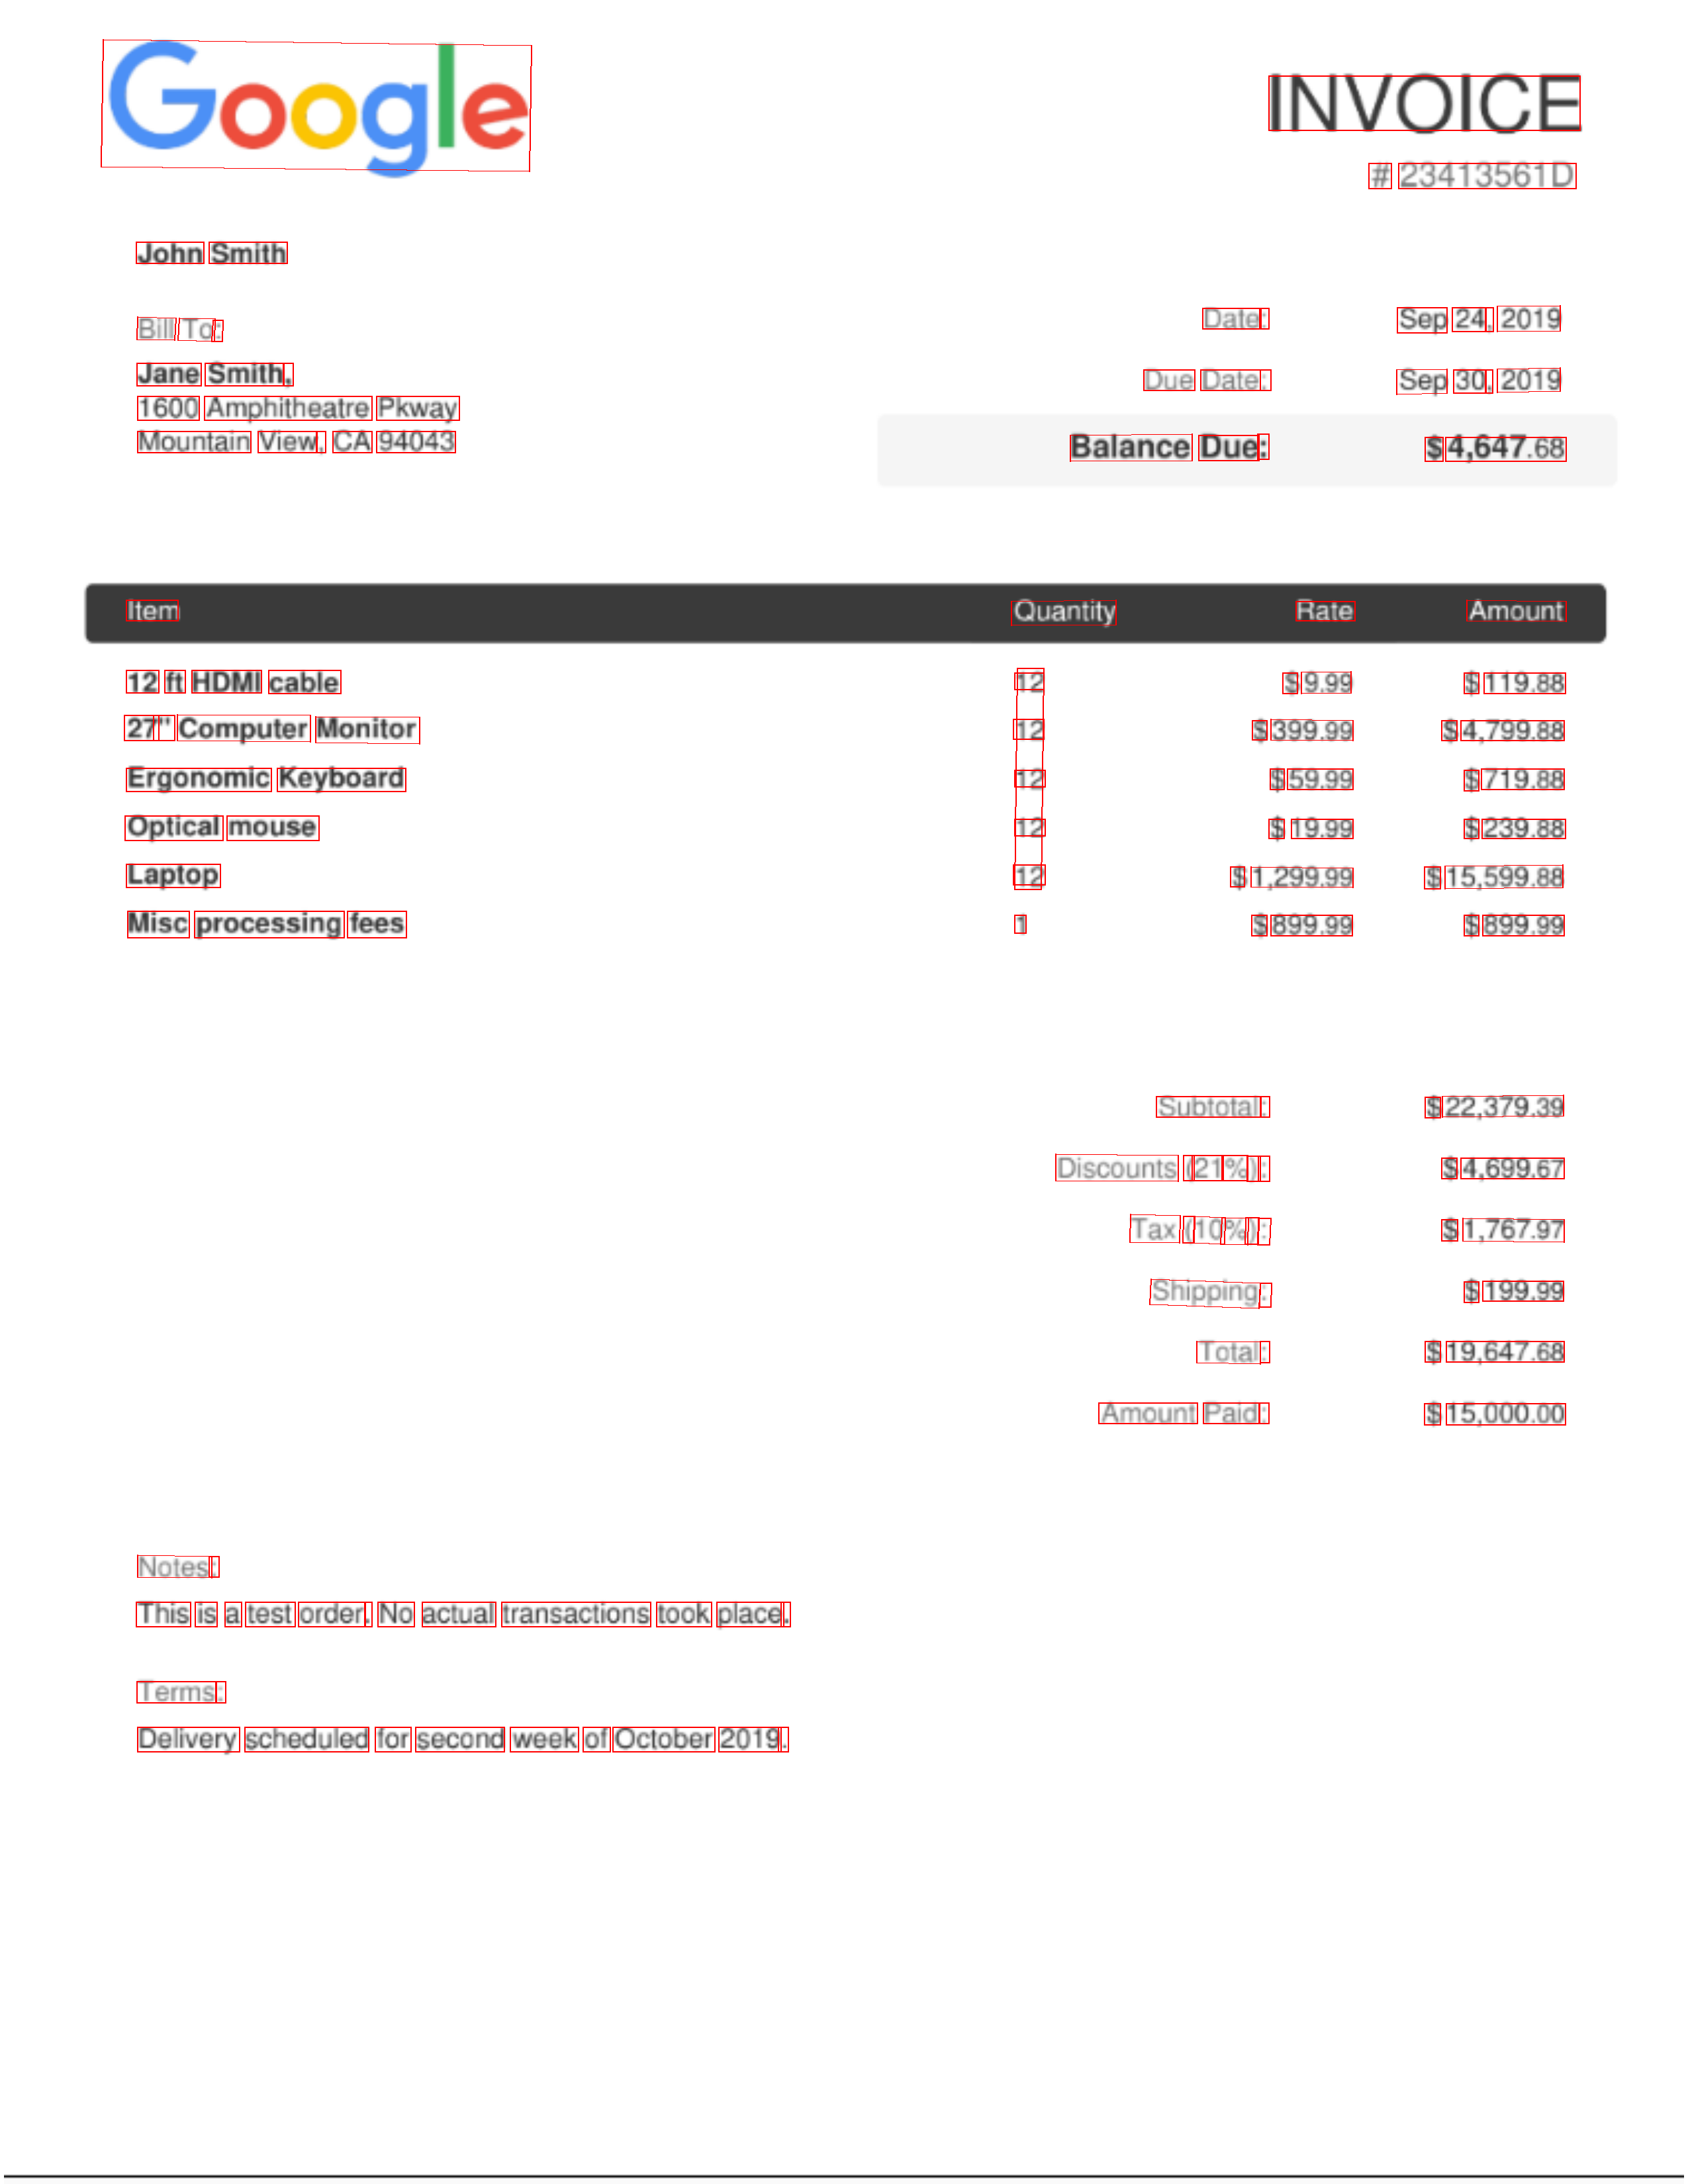 Google
INVOICE
# 23413561D
John Smith
Bill To:
Date: Sep 24, 2019
Jane Smith,
Due Date: Sep 30, 2019
1600 Amphitheatre Pkway
Mountain View, CA 94043
Balance Due: $4,647.68
Item Quantity Rate Amount
12 ft HDMI cable 12 $9.99 $119.88
27" Computer Monitor 12 $399.99 $4,799.88
Ergonomic Keyboard 12 $59.99 $719.88
Optical mouse 12 $19.99 $239.88
Laptop 12 $1,299.99 $15,599.88
Misc processing fees 1 $899.99 $899.99
Subtotal: $22,379.39
Discounts (21%): $4,699.67
Tax (10%): $1,767.97
Shipping: $199.99
Total: $19,647.68
Amount Paid: $15,000.00
Notes:
This is a test order. No actual transactions took place.
Terms:
Delivery scheduled for second week of October 2019.